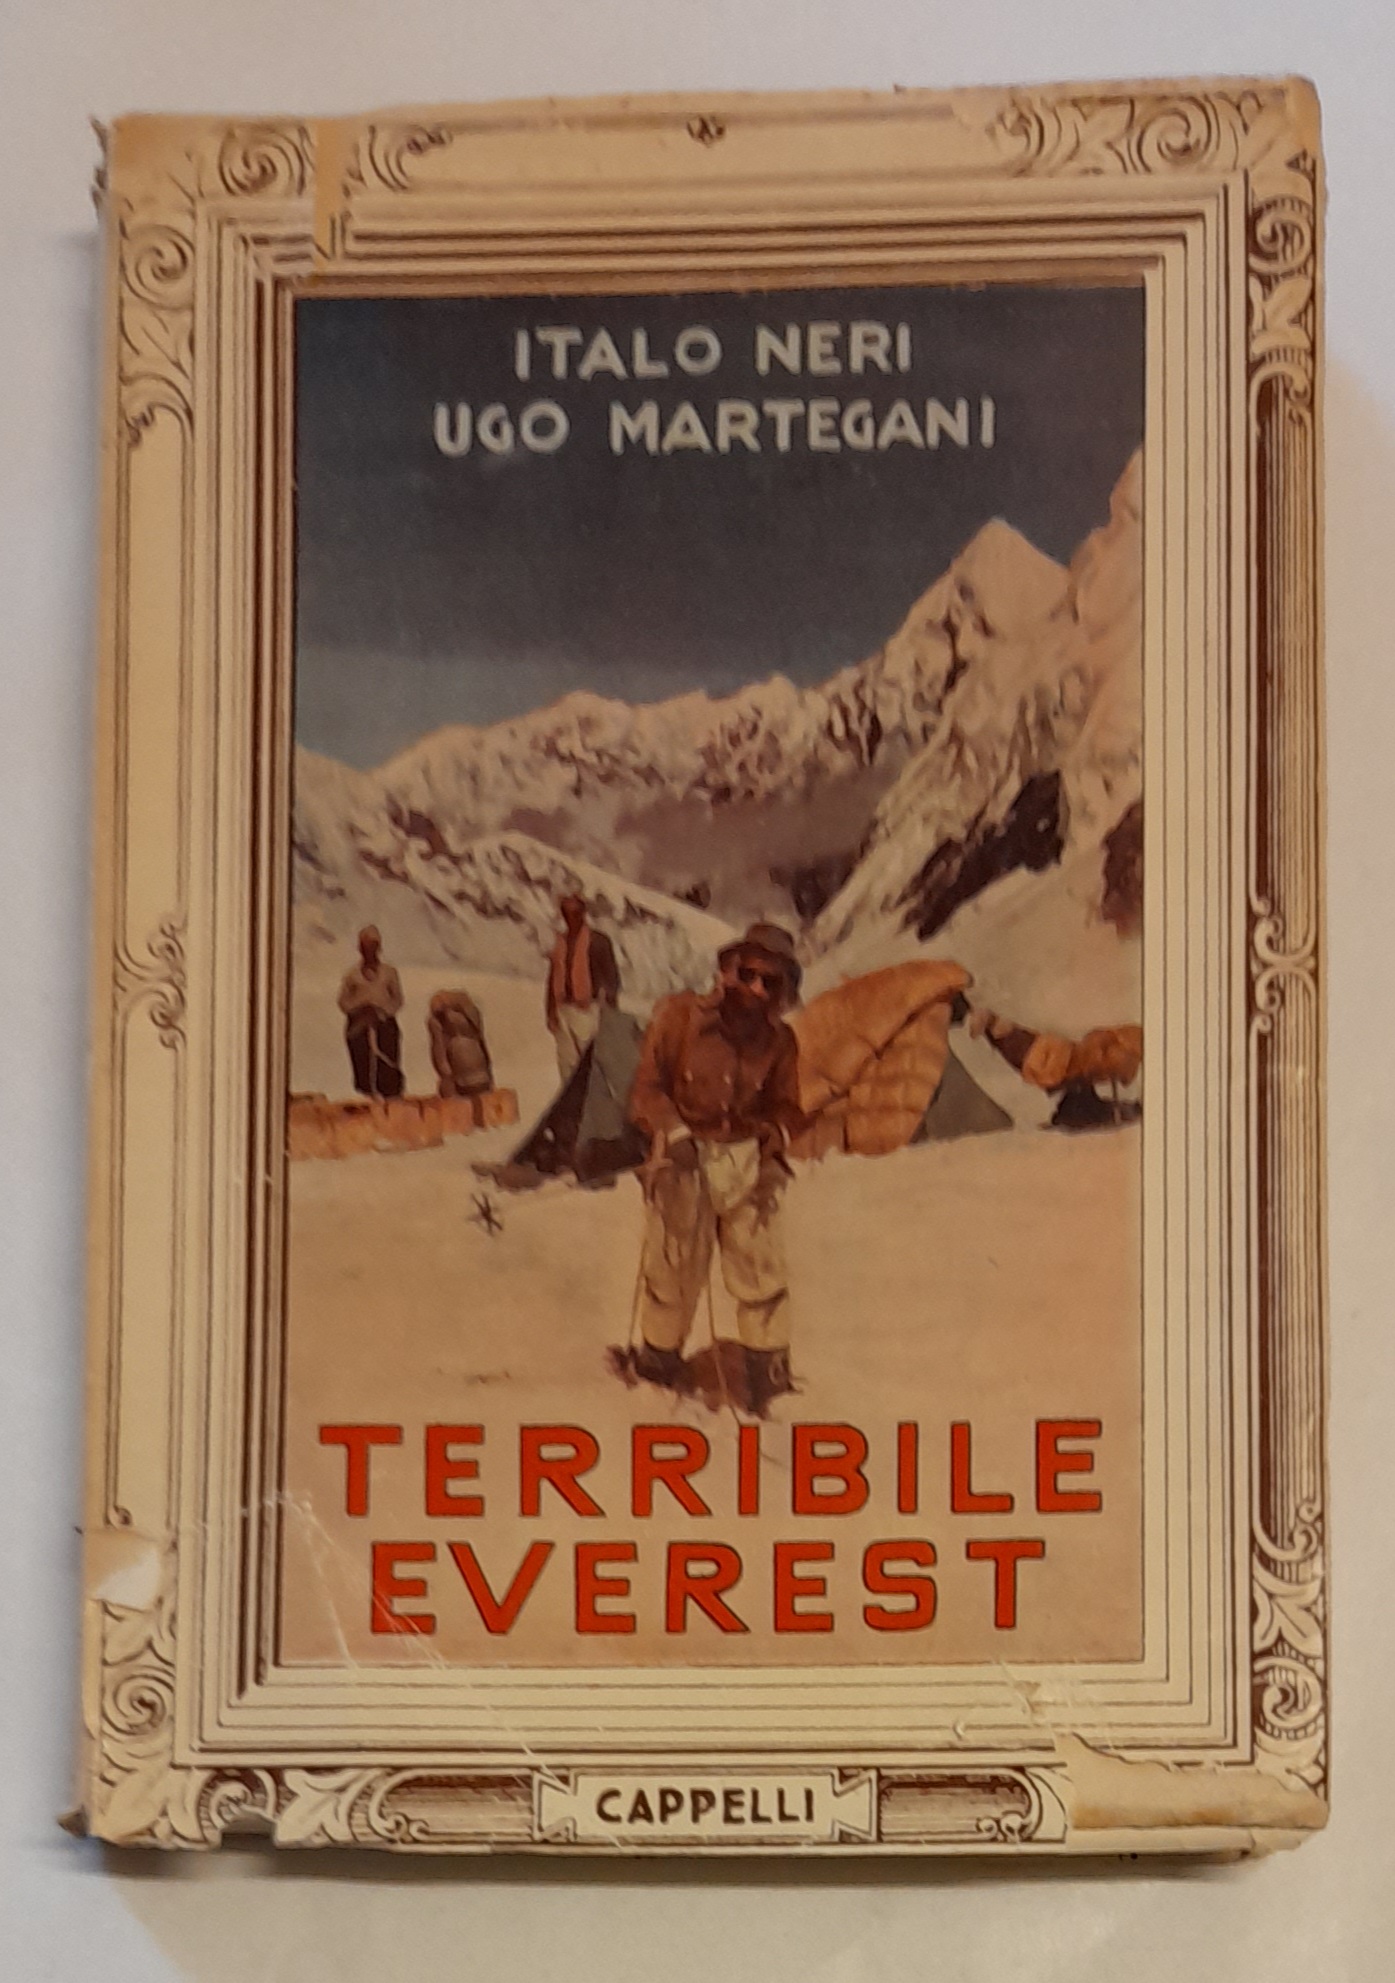 ITALO NERI
UGO MARTEGANI
TERRIBILE
EVEREST
CAPPELLI